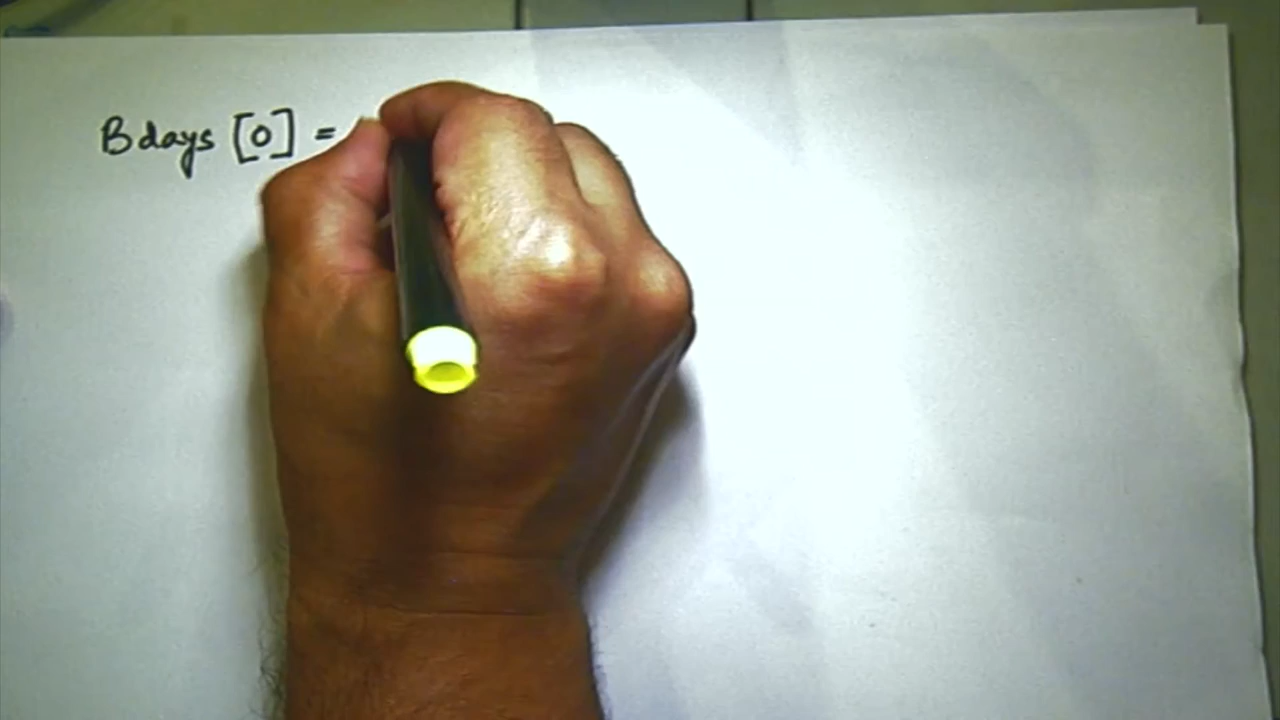 Bdays [0] =